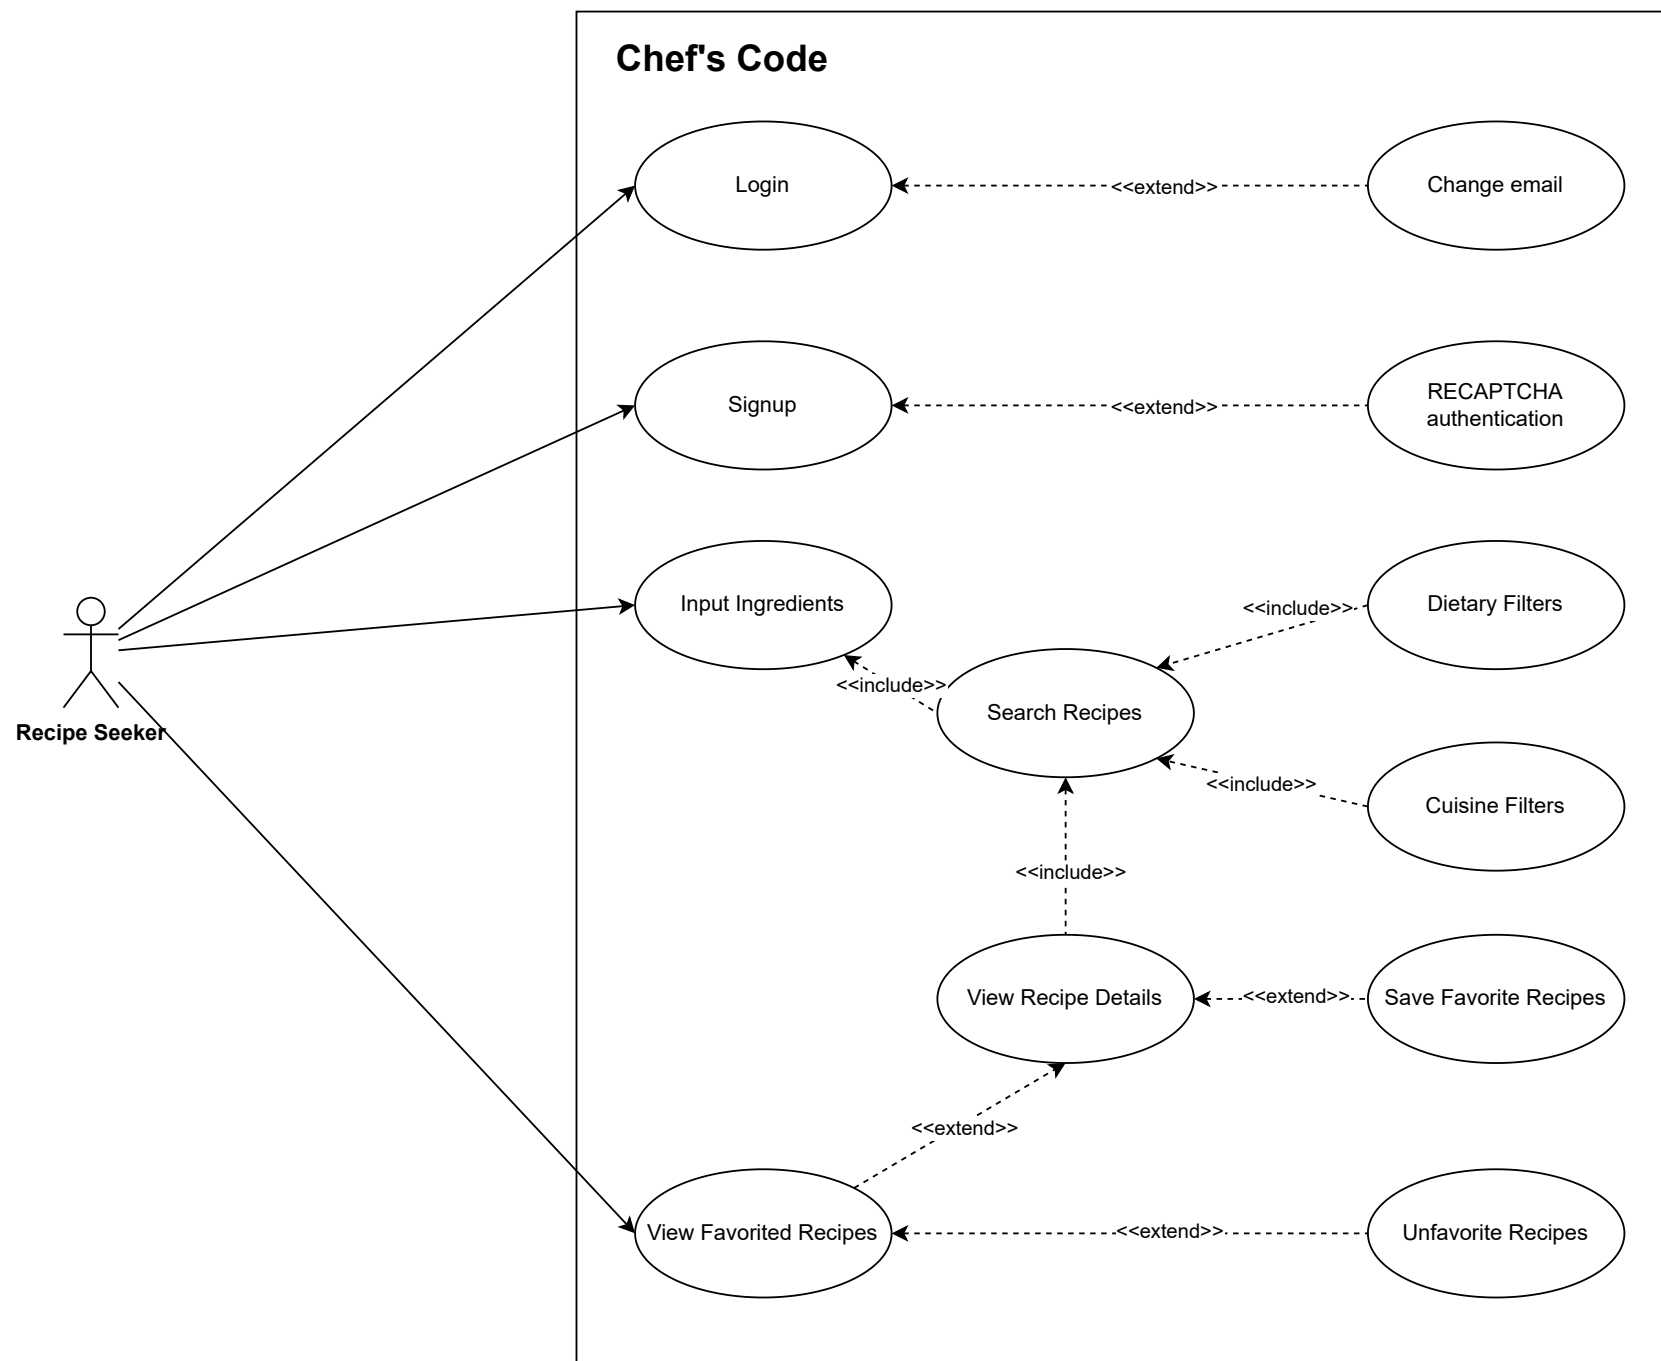 Chef's Code
Login
<<extend>>
Change email
Signup
<<extend>>
RECAPTCHA
authentication
Input Ingredients
<<include>>
Dietary Filters
<<include>>
Search Recipes
Recipe Seeker
<<include>>
Cuisine Filters
<<include>>
View Recipe Details
<<extend>>
Save Favorite Recipes
<<extend>>
View Favorited Recipes
<<extend>>
Unfavorite Recipes